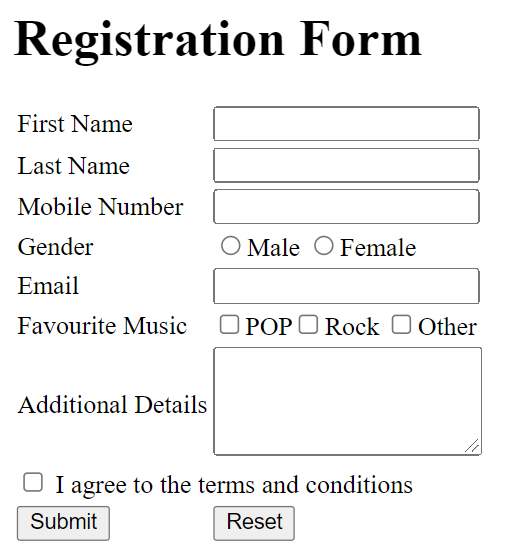 Registration Form
First Name
Last Name
Mobile Number
Gender Male Female
Email
Favourite Music POP Rock Other
Additional Details
I agree to the terms and conditions
Submit Reset